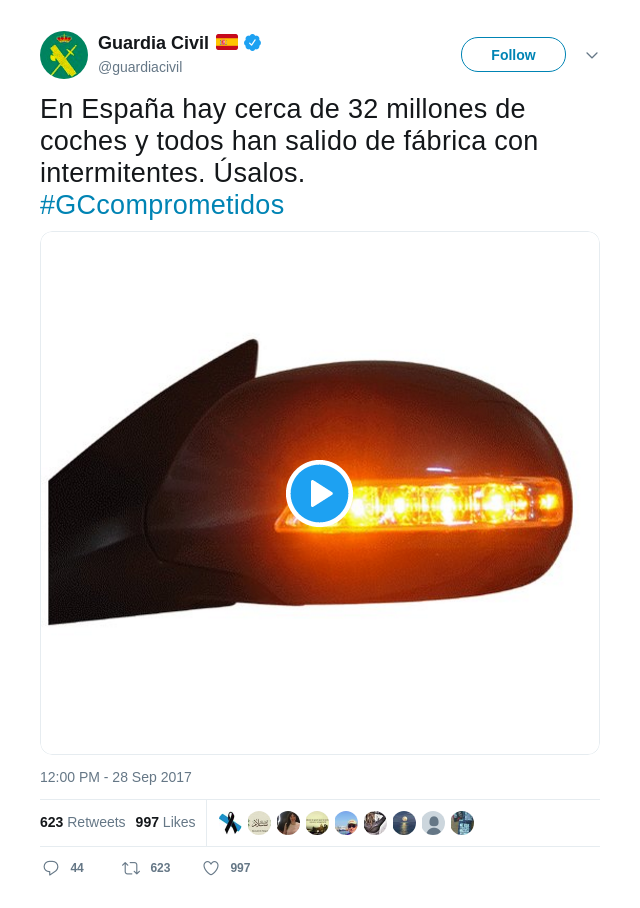 Guardia Civil
@guardiacivil
Follow
En España hay cerca de 32 millones de
coches y todos han salido de fábrica con
intermitentes. Úsalos.
#GCcomprometidos
12:00 PM - 28 Sep 2017
623 Retweets 997 Likes
44 623 997